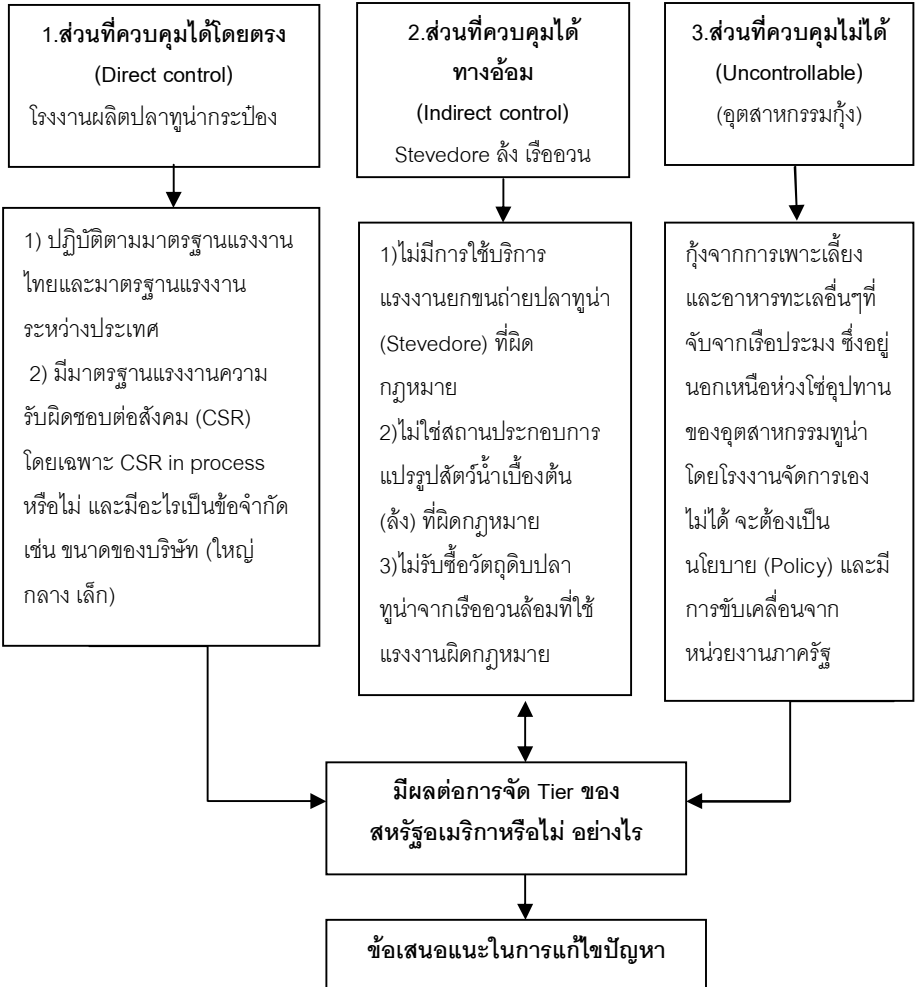 1.ส่วนที่ควบคุมได้โดยตรง
(Direct control)
โรงงานผลิตปลาทูน่ากระป๋อง
2.ส่วนที่ควบคุมได้
ทางอ้อม
(Indirect control)
Stevedore ล้ง เรืออวน
3.ส่วนที่ควบคุมไม่ได้
(Uncontrollable)
(อุตสาหกรรมกุ้ง)
1) ปฏิบัติตามมาตรฐานแรงงาน
ไทยและมาตรฐานแรงงาน
ระหว่างประเทศ
2) มีมาตรฐานแรงงานความ
รับผิดชอบต่อสังคม (CSR)
โดยเฉพาะ CSR in process
หรือไม่ และมีอะไรเป็นข้อจำกัด
เช่น ขนาดของบริษัท (ใหญ่
กลาง เล็ก)
1)ไม่มีการใช้บริการ
แรงงานยกขนถ่ายปลาทูน่า
(Stevedore) ที่ผิด
กฎหมาย
2)ไม่ใช่สถานประกอบการ
แปรรูปสัตว์น้ำเบื้องต้น
(ล้ง) ที่ผิดกฎหมาย
3)ไม่รับซื้อวัตถุดิบปลา
ทูน่าจากเรืออวนล้อมที่ใช้
แรงงานผิดกฎหมาย
กุ้งจากการเพาะเลี้ยง
และอาหารทะเลอื่นๆที่
จับจากเรือประมง ซึ่งอยู่
นอกเหนือห่วงโซ่อุปทาน
ของอุตสาหกรรมทูน่า
โดยโรงงานจัดการเอง
ไม่ได้ จะต้องเป็น
นโยบาย (Policy) และมี
การขับเคลื่อนจาก
หน่วยงานภาครัฐ
มีผลต่อการจัด Tier ของ
สหรัฐอเมริกาหรือไม่ อย่างไร
ข้อเสนอแนะในการแก้ไขปัญหา